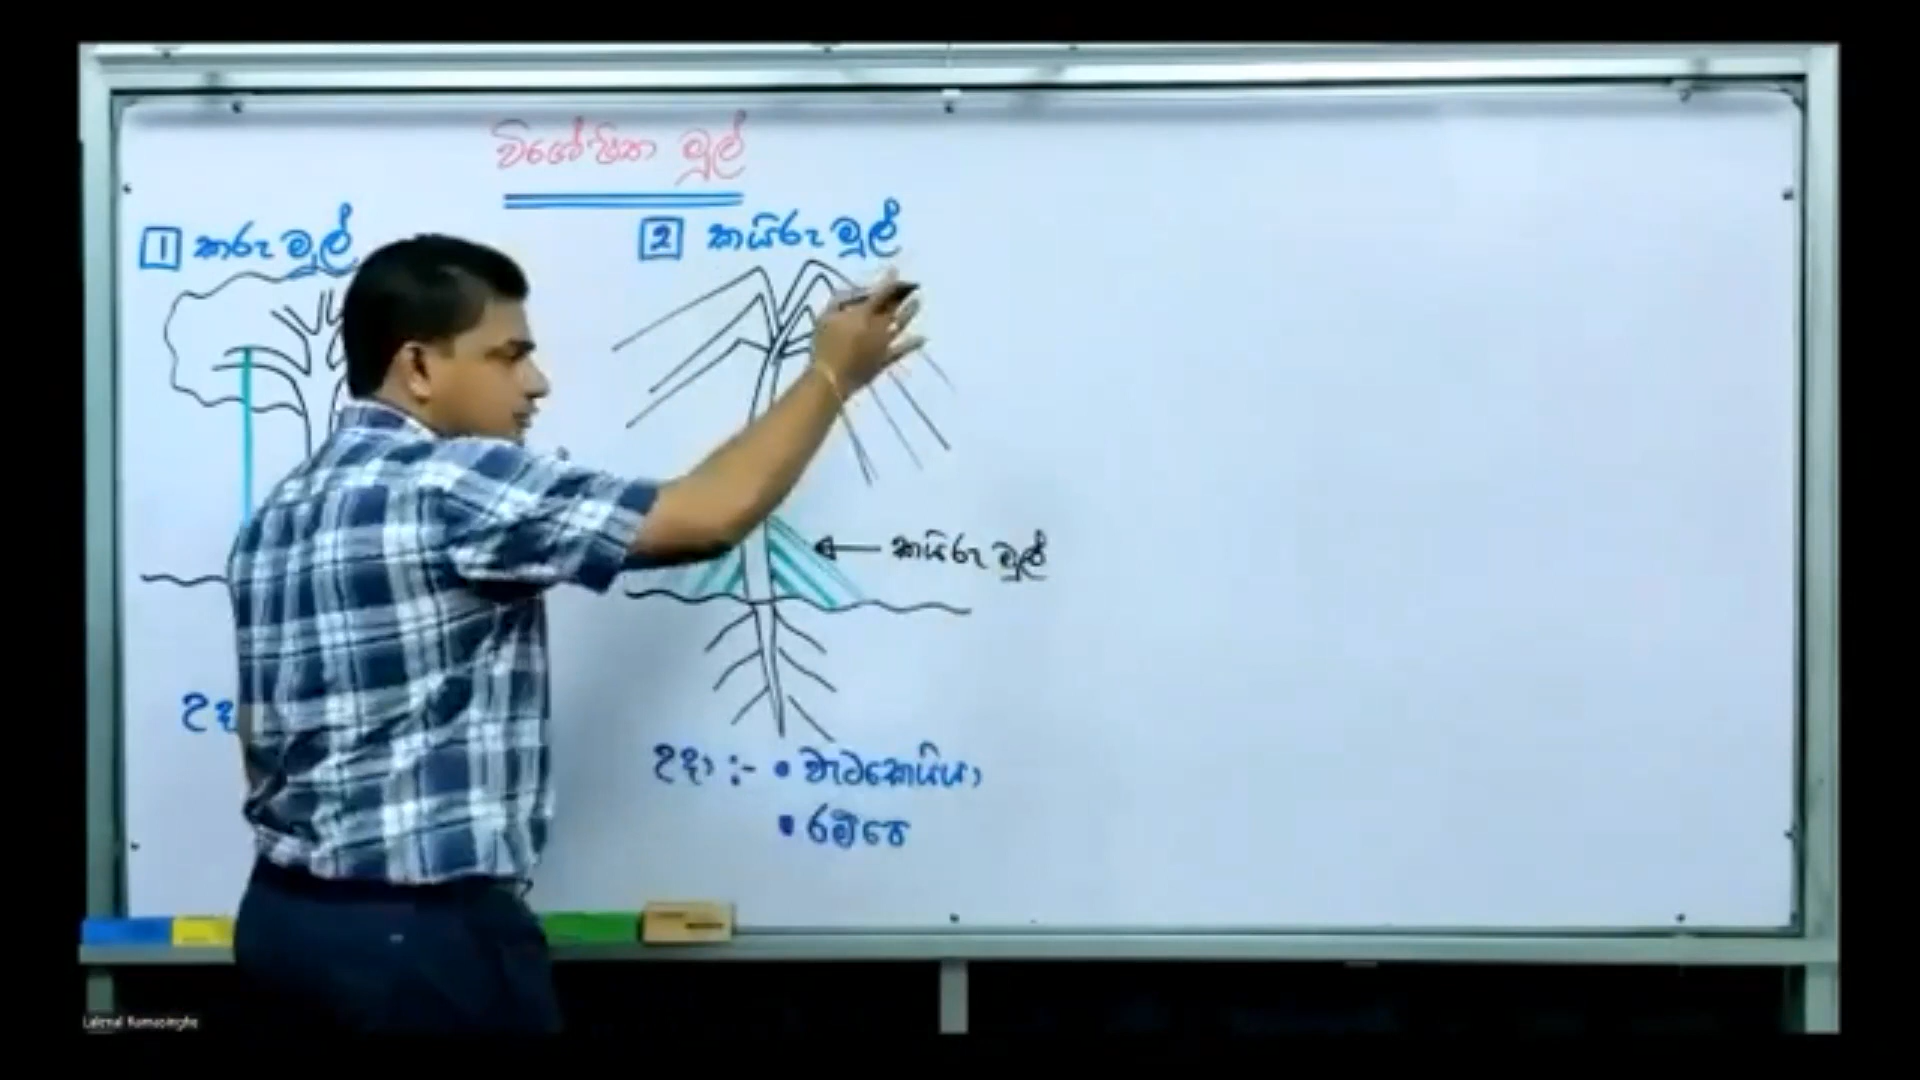 විශේෂිත මුල්
1 කරු මුල්
2 කයිරු මුල්
කයිරු මුල්
උදා :- • වැටකෙයියා
• රම්පෙ